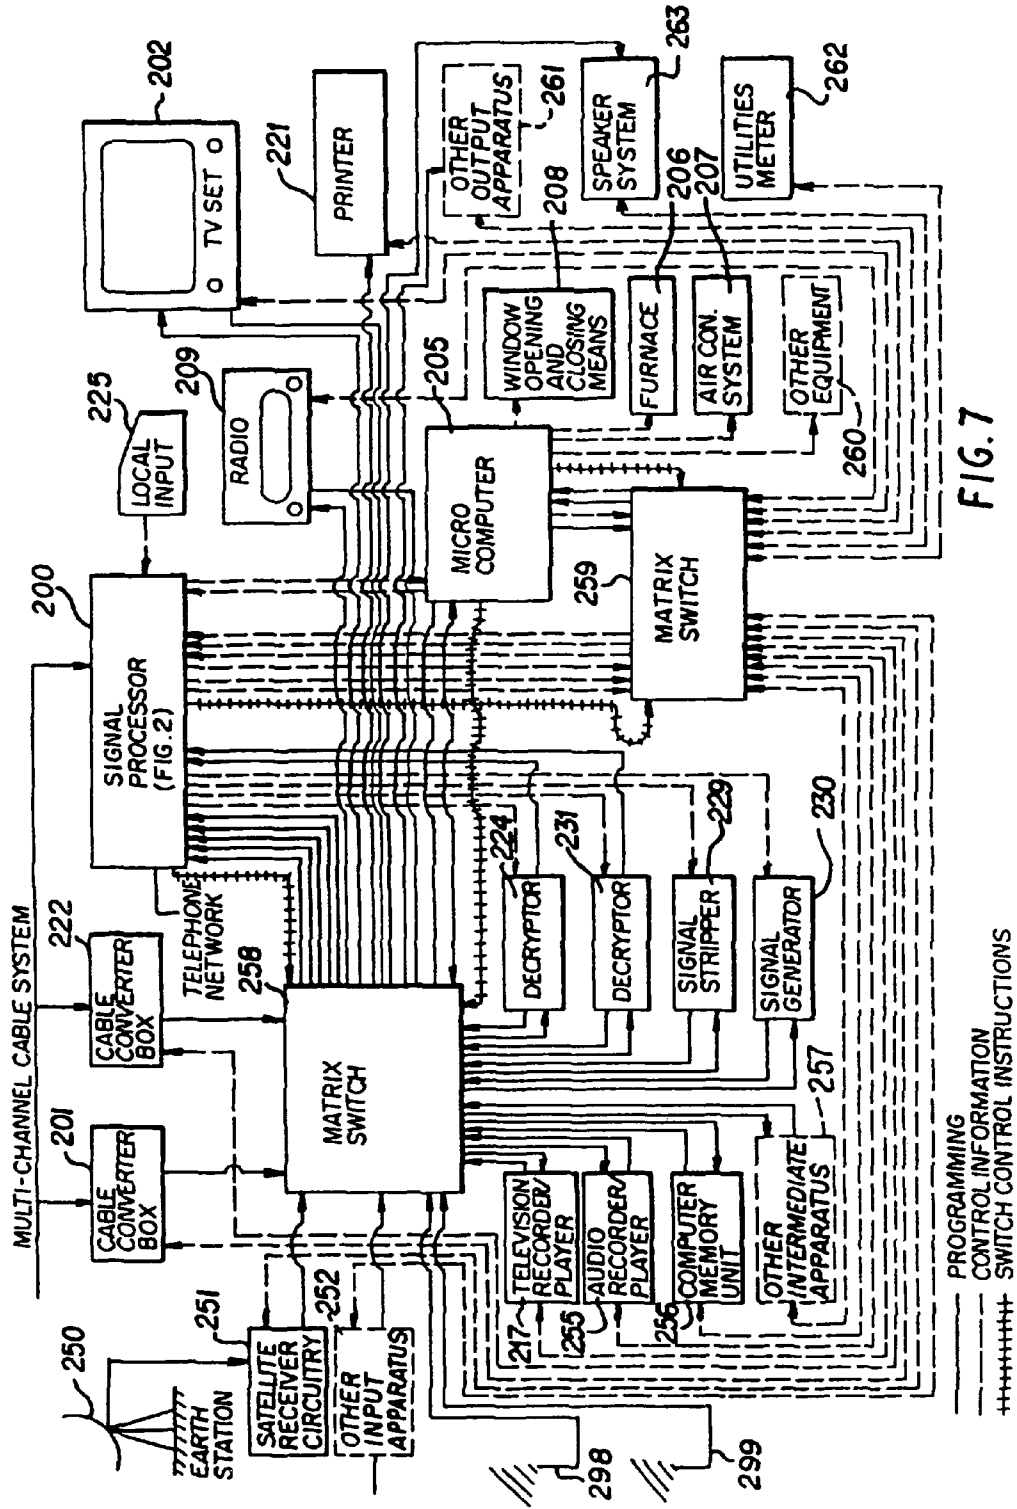 MULTI-CHANNEL CABLE SYSTEM
250
EARTH
STATION
251
SATELLITE
RECEIVER
CIRCUITRY
252
OTHER
INPUT
APPARATUS
298
299
201
CABLE
CONVERTER
BOX
222
CABLE
CONVERTER
BOX
TELEPHONE
NETWORK
200
SIGNAL
PROCESSOR
(FIG. 2)
225
LOCAL
INPUT
209
RADIO
202
TV SET
221
PRINTER
258
MATRIX
SWITCH
205
MICRO
COMPUTER
OTHER
OUTPUT
APPARATUS
261
208
WINDOW
OPENING
AND
CLOSING
MEANS
SPEAKER
SYSTEM
263
FURNACE
206
AIR CON.
SYSTEM
207
UTILITIES
METER
262
OTHER
EQUIPMENT
260
259
MATRIX
SWITCH
224
DECRYPTOR
231
DECRYPTOR
229
SIGNAL
STRIPPER
230
SIGNAL
GENERATOR
217
TELEVISION
RECORDER/
PLAYER
255
AUDIO
RECORDER/
PLAYER
256
COMPUTER
MEMORY
UNIT
257
OTHER
INTERMEDIATE
APPARATUS
PROGRAMMING
CONTROL INFORMATION
SWITCH CONTROL INSTRUCTIONS
FIG. 7